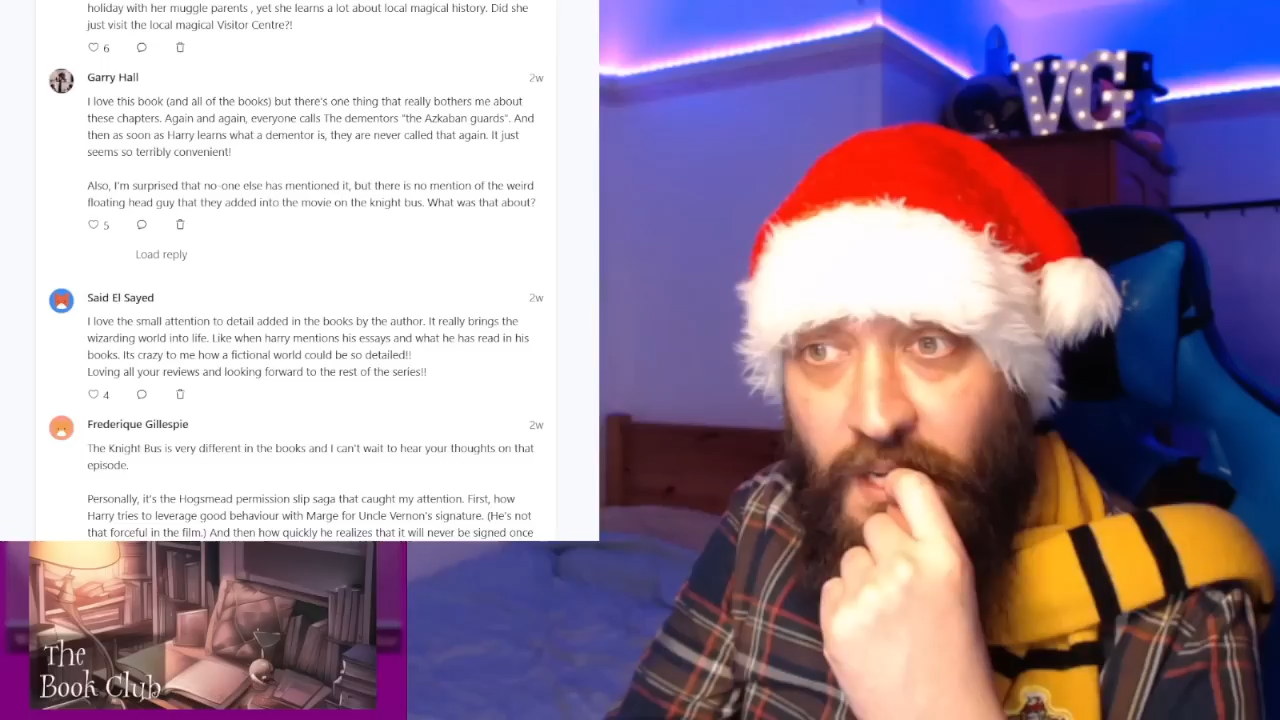 holiday with her muggle parents , yet she learns a lot about local magical history. Did she
just visit the local magical Visitor Centre?!
6
Garry Hall
2w
I love this book (and all of the books) but there's one thing that really bothers me about
these chapters. Again and again, everyone calls The dementors "the Azkaban guards". And
then as soon as Harry learns what a dementor is, they are never called that again. It just
seems so terribly convenient!
Also, I'm surprised that no-one else has mentioned it, but there is no mention of the weird
floating head guy that they added into the movie on the knight bus. What was that about?
5
Load reply
Said El Sayed
2w
I love the small attention to detail added in the books by the author. It really brings the
wizarding world into life. Like when harry mentions his essays and what he has read in his
books. Its crazy to me how a fictional world could be so detailed!!
Loving all your reviews and looking forward to the rest of the series!!
4
Frederique Gillespie
2w
The Knight Bus is very different in the books and I can't wait to hear your thoughts on that
episode.
Personally, it's the Hogsmead permission slip saga that caught my attention. First, how
Harry tries to leverage good behaviour with Marge for Uncle Vernon's signature. (He's not
that forceful in the film.) And then how quickly he realizes that it will never be signed once
The
Book Club
VG